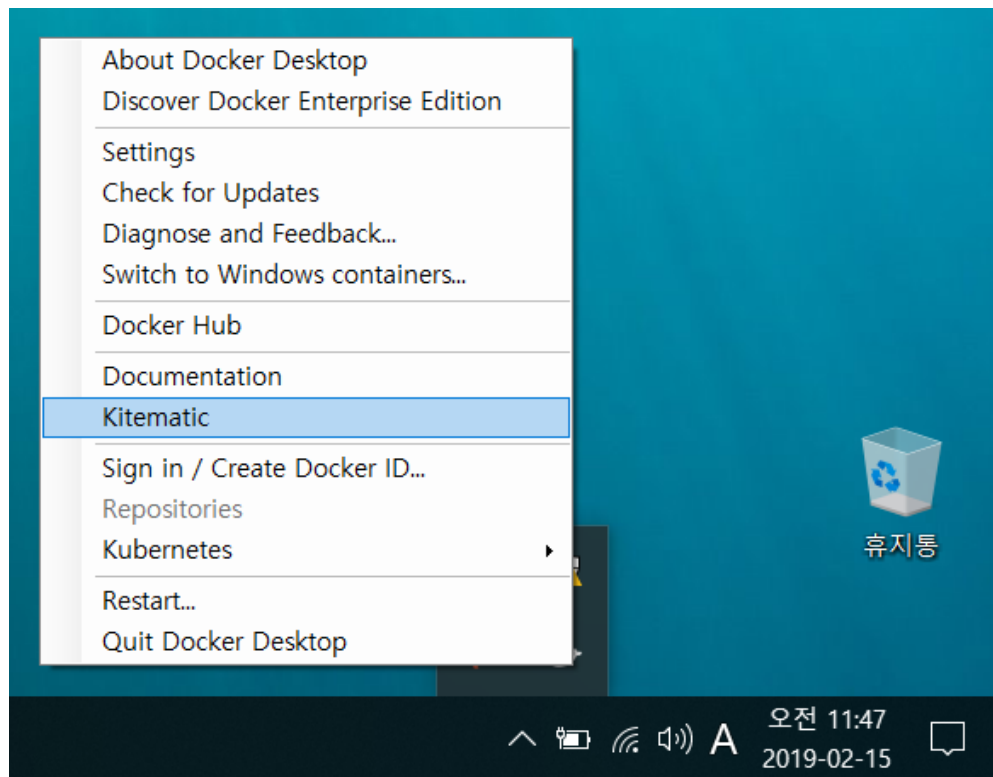 About Docker Desktop
Discover Docker Enterprise Edition
Settings
Check for Updates
Diagnose and Feedback...
Switch to Windows containers...
Docker Hub
Documentation
Kitematic
Sign in / Create Docker ID...
Repositories
Kubernetes
Restart...
Quit Docker Desktop
휴지통
A
오전 11:47
2019-02-15